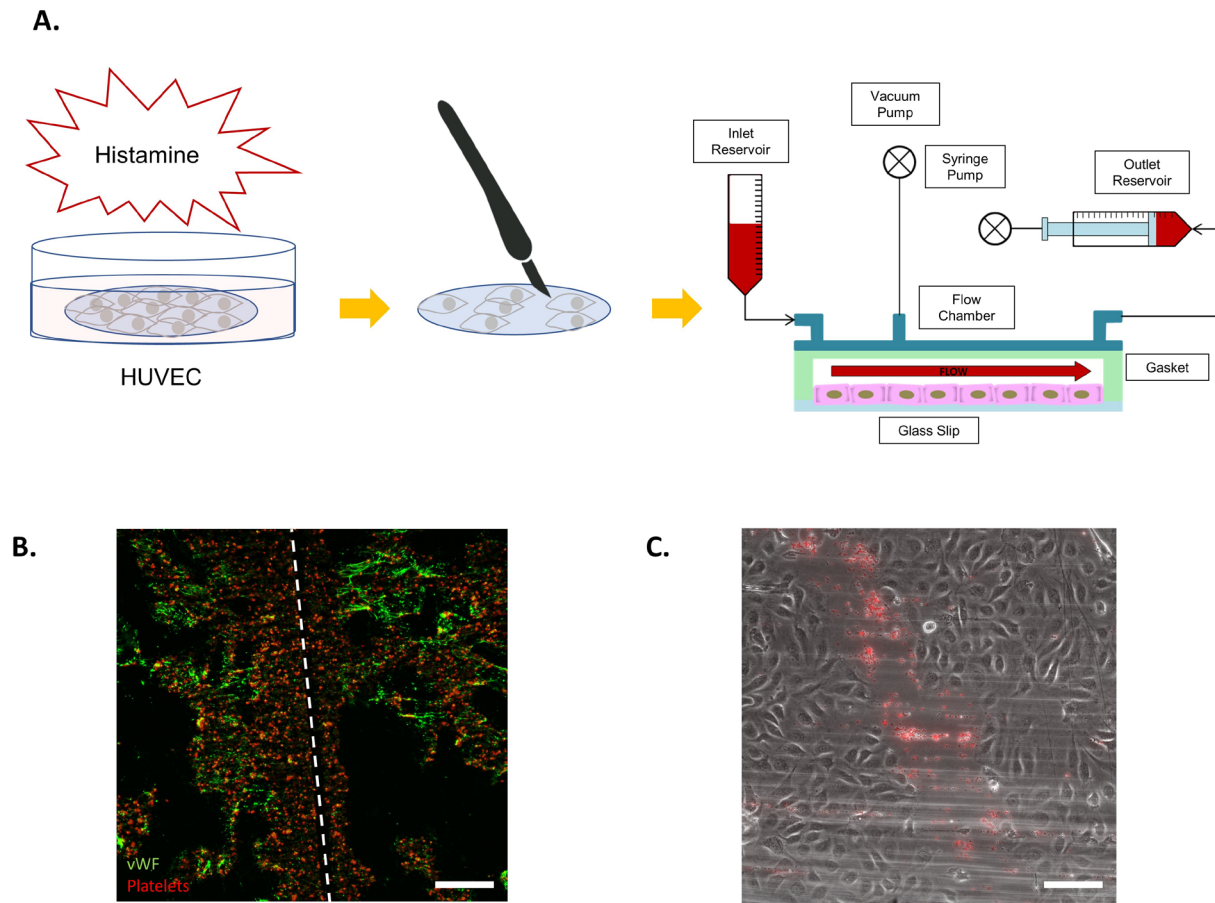 A.
Histamine
HUVEC
Inlet
Reservoir
Vacuum
Pump
Syringe
Pump
Outlet
Reservoir
Flow
Chamber
FLOW
Gasket
Glass Slip
B.
vWF
Platelets
C.